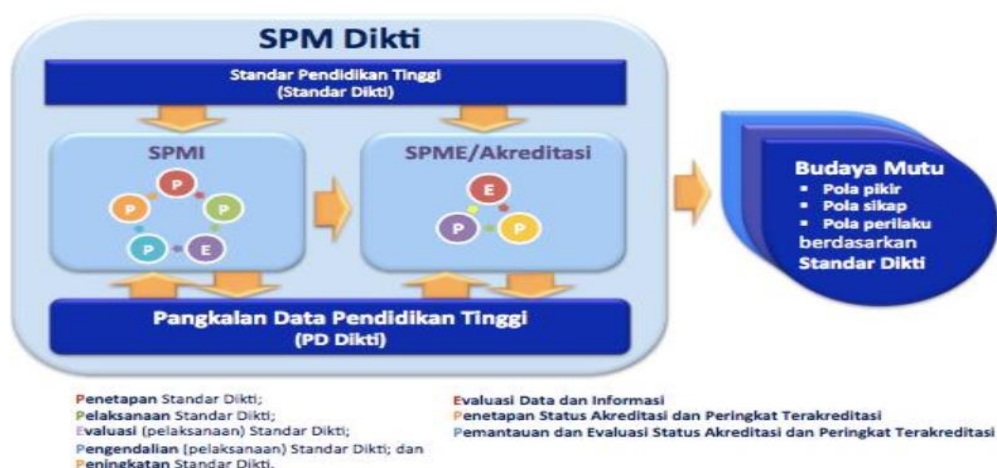 SPM Dikti
Standar Pendidikan Tinggi
(Standar Dikti)
SPMI
P
P
P
P
E
SPME/Akreditasi
E
P
P
Budaya Mutu
▪ Pola pikir
▪ Pola sikap
▪ Pola perilaku
berdasarkan
Standar Dikti
Pangkalan Data Pendidikan Tinggi
(PD Dikti)
Penetapan Standar Dikti;
Pelaksanaan Standar Dikti;
Evaluasi (pelaksanaan) Standar Dikti;
Pengendalian (pelaksanaan) Standar Dikti; dan
Peningkatan Standar Dikti.
Evaluasi Data dan Informasi
Penetapan Status Akreditasi dan Peringkat Terakreditasi
Pemantauan dan Evaluasi Status Akreditasi dan Peringkat Terakreditasi